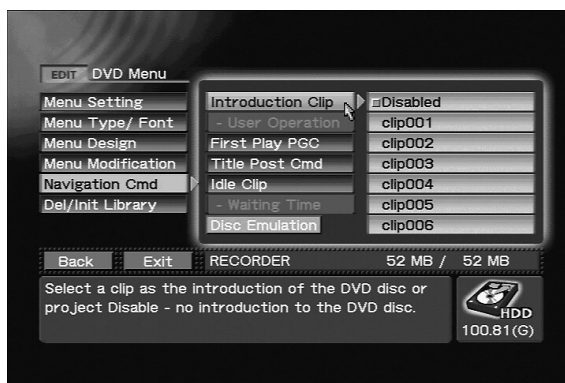 EDIT DVD Menu
Menu Setting
Menu Type/ Font
Menu Design
Menu Modification
Navigation Cmd
Del/Init Library
Introduction Clip
- User Operation
First Play PGC
Title Post Cmd
Idle Clip
- Waiting Time
Disc Emulation
Disabled
clip001
clip002
clip003
clip004
clip005
clip006
Back Exit RECORDER 52 MB / 52 MB
Select a clip as the introduction of the DVD disc or
project Disable - no introduction to the DVD disc.
HDD
100.81(G)